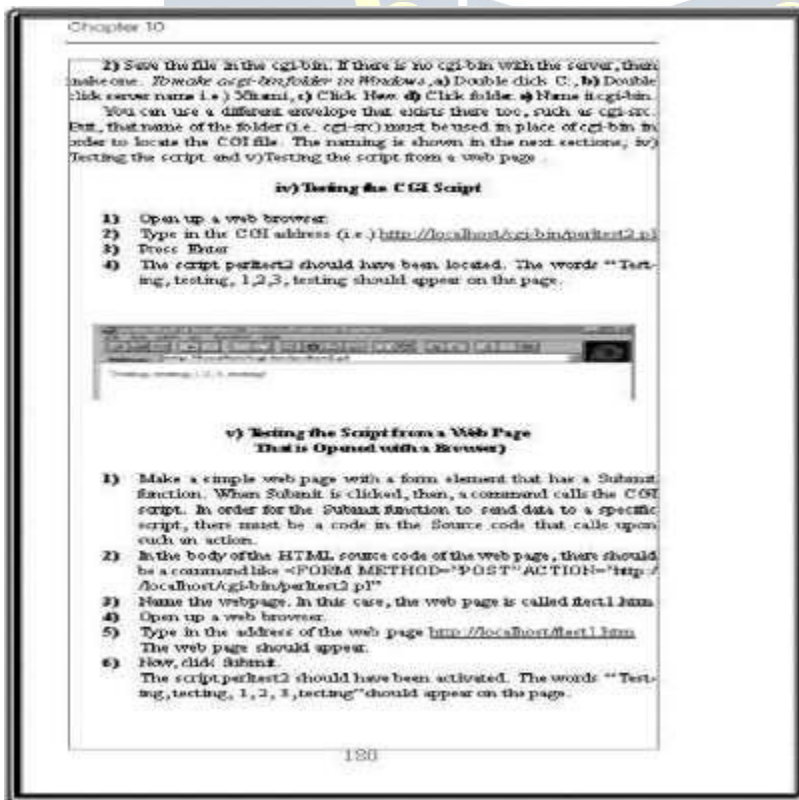 Chapter 10
2) Save the file in the cgi-bin. If there is no cgi-bin with the server, then
make one. To make a cgi-bin folder in Windows, a) Double click C:, b) Double
click server name i.e.) Xitami, c) Click New d) Click folder e) Name it cgi-bin.
You can use a different envelope that exists there too, such as cgi-src.
But, that name of the folder (i.e. cgi-src) must be used in place of cgi-bin in
order to locate the CGI file. The naming is shown in the next sections, iv)
Testing the script and v)Testing the script from a web page .
iv) Testing the CGI Script
1) Open up a web browser.
2) Type in the CGI address (i.e.) http://localhost/cgi-bin/perltest2.pl
3) Press Enter
4) The script perltest2 should have been located. The words “Test-
ing, testing, 1,2,3, testing should appear on the page.
Testing, testing, 1, 2, 3, testing
v) Testing the Script from a Web Page
That is Opened with a Browser)
1) Make a simple web page with a form element that has a Submit
function. When Submit is clicked, then, a command calls the CGI
script. In order for the Submit function to send data to a specific
script, there must be a code in the Source code that calls upon
such an action.
2) In the body of the HTML source code of the web page, there should
be a command like <FORM METHOD="POST" ACTION="http:/
/localhost/cgi-bin/perltest2.pl"
3) Name the webpage. In this case, the web page is called ftest1.htm
4) Open up a web browser.
5) Type in the address of the web page http://localhost/ftest1.htm
The web page should appear.
6) Now, click Submit.
The script perltest2 should have been activated. The words “Test-
ing, testing, 1, 2, 3, testing” should appear on the page.
180